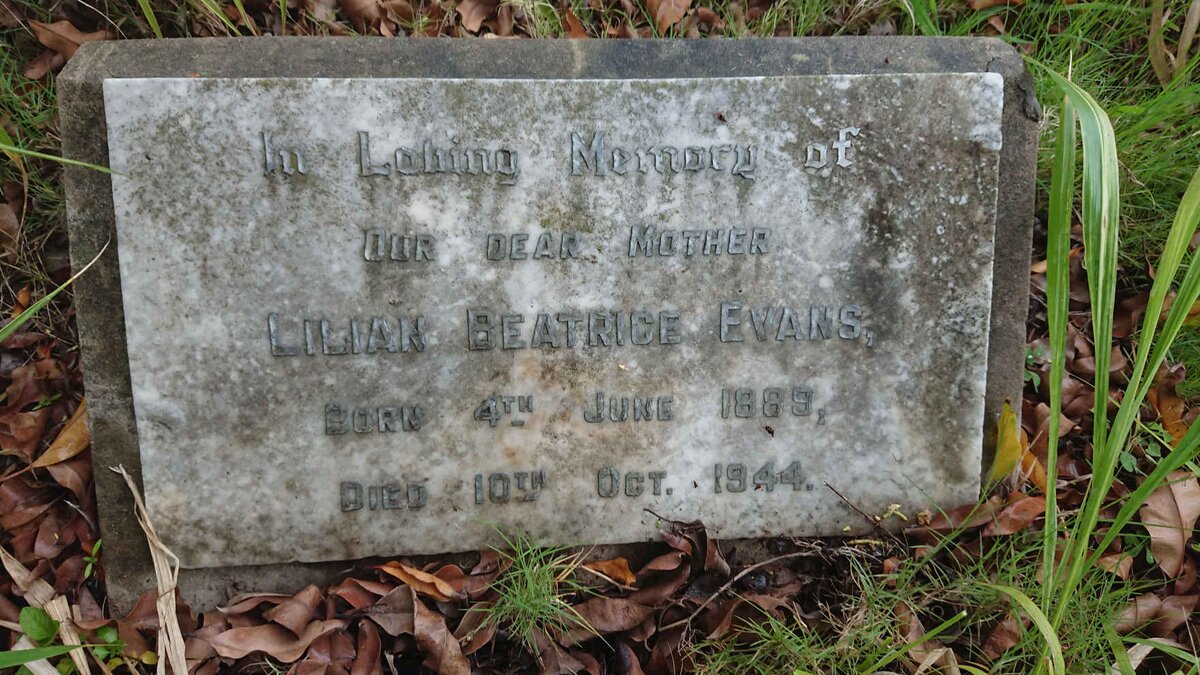 In Loving Memory of
OUR DEAR MOTHER
LILIAN BEATRICE EVANS,
BORN 4TH JUNE 1889,
DIED 10TH OCT. 1944.